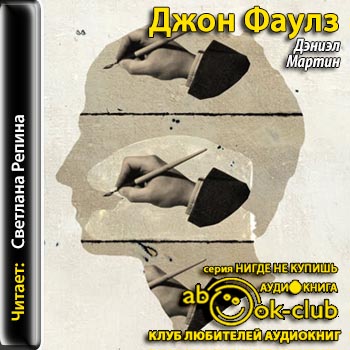 Джон Фаулз
Дэниэл
Мартин
Читает: Светлана Репина
серия НИГДЕ НЕ КУПИШЬ
АУДИОКНИГА
abook-club
КЛУБ ЛЮБИТЕЛЕЙ АУДИОКНИГ